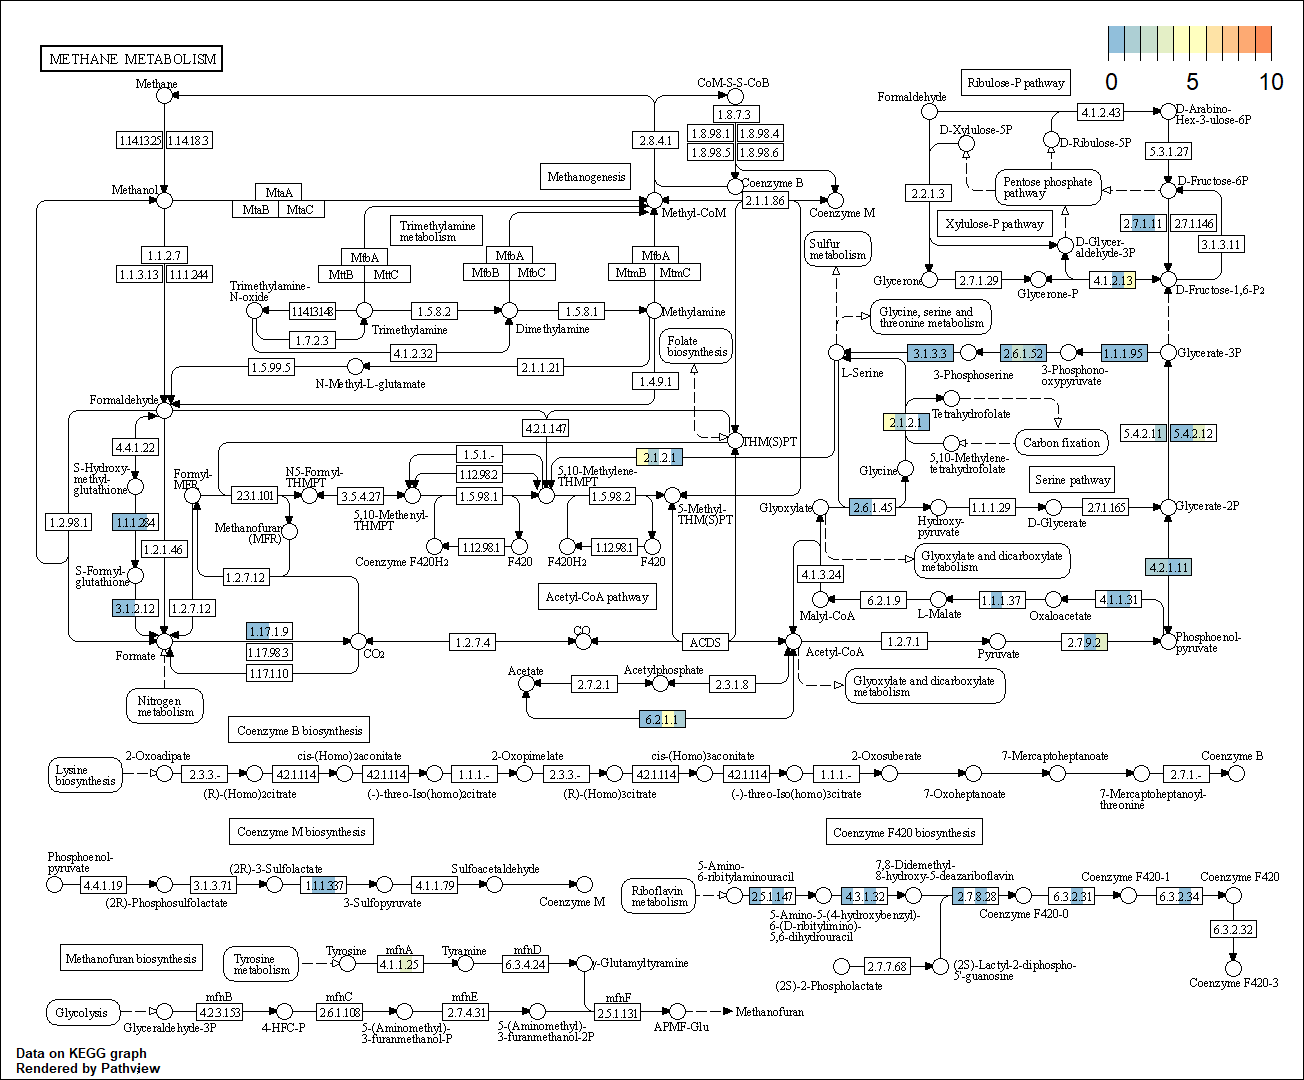 METHANE METABOLISM
0 5 10
Methane
CoM-S-S-CoB
Ribulose-P pathway
Formaldehyde
D-Arabino-
Hex-3-ulose-6P
4.1.2.43
1.8.7.3
1.14.13.25 1.14.18.3
2.8.4.1
1.8.98.1 1.8.98.4
1.8.98.5 1.8.98.6
D-Xylulose-5P
D-Ribulose-5P
5.3.1.27
Methanogenesis
Methanol
MtaA
MtaB MtaC
Coenzyme B
2.1.1.86
Methyl-CoM
Coenzyme M
2.2.1.3
Pentose phosphate
pathway
D-Fructose-6P
Xylulose-P pathway
2.7.1.11 2.7.1.146
3.1.3.11
Trimethylamine
metabolism
Sulfur
metabolism
D-Glycer-
aldehyde-3P
1.1.2.7
1.1.3.13 1.1.1.244
MtbA
MttB MttC
MtbA
MtbB MtbC
MtbA
MtmB MtmC
Glycerone
2.7.1.29
Glycerone-P
4.1.2.13
D-Fructose-1,6-P2
Trimethylamine-
N-oxide
1.14.13.148
Trimethylamine
1.5.8.2
Dimethylamine
1.5.8.1
Methylamine
1.7.2.3
4.1.2.32
Glycine, serine and
threonine metabolism
Folate
biosynthesis
1.5.99.5
N-Methyl-L-glutamate
2.1.1.21
1.4.9.1
L-Serine
3.1.3.3
3-Phosphoserine
2.6.1.52
3-Phosphono-
oxypyruvate
1.1.1.95
Glycerate-3P
Formaldehyde
4.2.1.147
THM(S)PT
2.1.2.1
Tetrahydrofolate
Carbon fixation
5,10-Methylene-
tetrahydrofolate
5.4.2.11 5.4.2.12
4.4.1.22
S-Hydroxy-
methyl-
glutathione
Formyl-
MFR
N5-Formyl-
THMPT
1.5.1.-
1.12.98.2
5,10-Methylene-
THMPT
2.1.2.1
Glycine
Serine pathway
2.3.1.101
3.5.4.27
5,10-Methenyl-
THMPT
1.5.98.1
1.5.98.2
5-Methyl-
THM(S)PT
Glyoxylate
2.6.1.45
Hydroxy-
pyruvate
1.1.1.29
D-Glycerate
2.7.1.165
Glycerate-2P
1.2.98.1
1.1.1.284
Methanofuran
(MFR)
1.2.1.46
Coenzyme F420H2
1.12.98.1
F420
F420H2
1.12.98.1
F420
Glyoxylate and dicarboxylate
metabolism
4.2.1.11
S-Formyl-
glutathione
1.2.7.12
4.1.3.24
3.1.2.12
1.2.7.12
Acetyl-CoA pathway
Malyl-CoA
6.2.1.9
L-Malate
1.1.1.37
Oxaloacetate
4.1.1.31
Formate
1.17.1.9
1.17.98.3
1.17.1.10
CO2
1.2.7.4
CO
ACDS
Acetyl-CoA
1.2.7.1
Pyruvate
2.7.9.2
Phosphoenol-
pyruvate
Nitrogen
metabolism
Acetate
2.7.2.1
Acetylphosphate
2.3.1.8
6.2.1.1
Glyoxylate and dicarboxylate
metabolism
Coenzyme B biosynthesis
Lysine
biosynthesis
2-Oxoadipate
2.3.3.-
(R)-(Homo)2citrate
4.2.1.114
cis-(Homo)2aconitate
4.2.1.114
(-)-threo-Iso(homo)2citrate
1.1.1.-
2-Oxopimelate
2.3.3.-
(R)-(Homo)3citrate
4.2.1.114
cis-(Homo)3aconitate
4.2.1.114
(-)-threo-Iso(homo)3citrate
1.1.1.-
2-Oxosuberate
7-Oxoheptanoate
7-Mercaptoheptanoate
7-Mercaptoheptanoyl-
threonine
2.7.1.-
Coenzyme B
Coenzyme M biosynthesis
Coenzyme F420 biosynthesis
Phosphoenol-
pyruvate
4.4.1.19
(2R)-Phosphosulfolactate
3.1.3.71
(2R)-3-Sulfolactate
1.1.1.337
3-Sulfopyruvate
4.1.1.79
Sulfoacetaldehyde
Coenzyme M
Riboflavin
metabolism
5-Amino-
6-ribitylaminouracil
2.5.1.147
5-Amino-5-(4-hydroxybenzyl)-
6-(D-ribitylimino)-
5,6-dihydrouracil
4.3.1.32
7,8-Didemethyl-
8-hydroxy-5-deazariboflavin
2.7.8.28
Coenzyme F420-0
6.3.2.31
Coenzyme F420-1
6.3.2.34
Coenzyme F420
6.3.2.32
Coenzyme F420-3
(2S)-2-Phospholactate
2.7.7.68
(2S)-Lactyl-2-diphospho-
5'-guanosine
Methanofuran biosynthesis
Tyrosine
metabolism
Tyrosine
mfnA
4.1.1.25
Tyramine
mfnD
6.3.4.24
γ-Glutamyltyramine
Glycolysis
Glyceraldehyde-3P
mfnB
4.2.3.153
4-HFC-P
mfnC
2.6.1.108
5-(Aminomethyl)-
3-furanmethanol-P
mfnE
2.7.4.31
5-(Aminomethyl)-
3-furanmethanol-2P
mfnF
2.5.1.131
APMF-Glu
Methanofuran
Data on KEGG graph
Rendered by Pathview